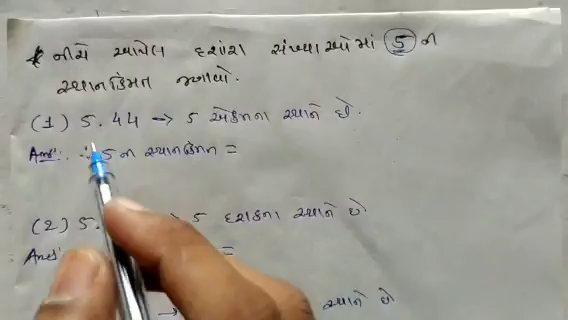 * નીચે આપેલ દશાંશ સંખ્યાઓમાં 5 ન
સ્થાનકિંમત જણાવો.
(1) 5.44 → 5 એકમના સ્થાને છે.
Ans: ∴ 5 ન સ્થાનકિંમત =
(2) 5. → 5 દશકના સ્થાને છે.
Ans: =
→ સ્થાને છે